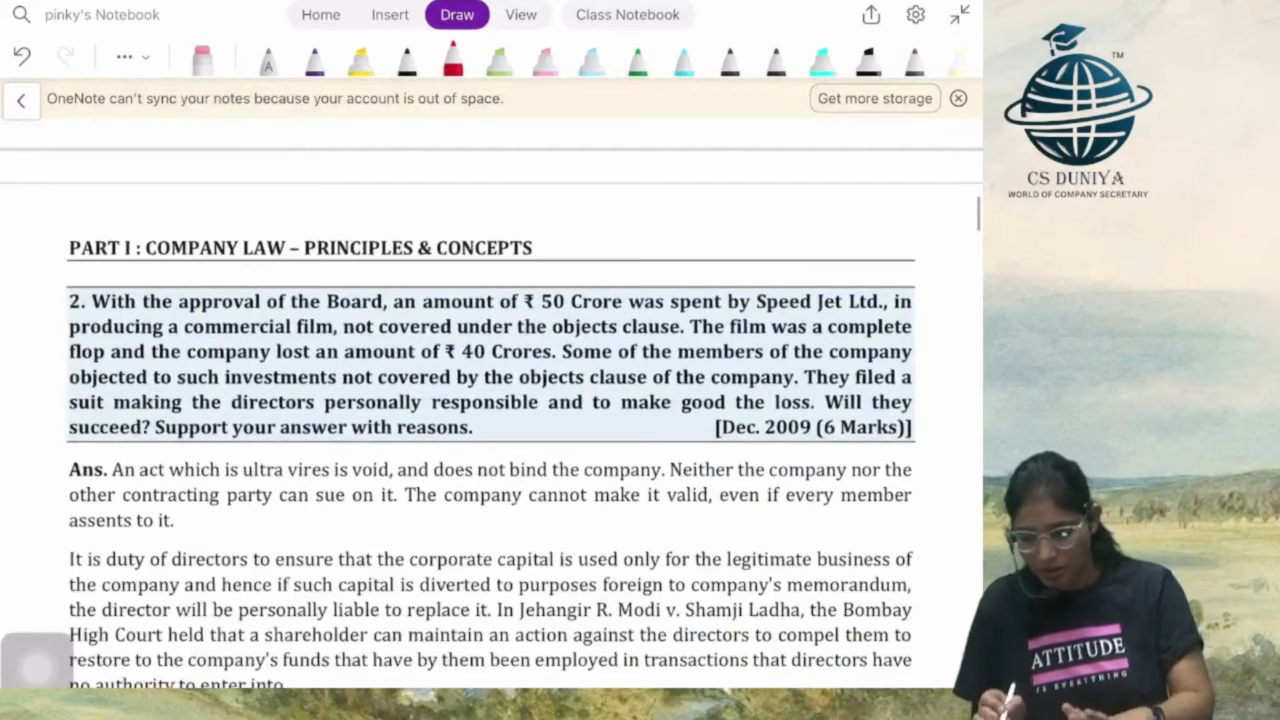 pinky's Notebook
Home Insert Draw View Class Notebook
OneNote can't sync your notes because your account is out of space.
Get more storage
TM
CS DUNIYA
WORLD OF COMPANY SECRETARY
PART I : COMPANY LAW – PRINCIPLES & CONCEPTS
2. With the approval of the Board, an amount of ₹ 50 Crore was spent by Speed Jet Ltd., in
producing a commercial film, not covered under the objects clause. The film was a complete
flop and the company lost an amount of ₹ 40 Crores. Some of the members of the company
objected to such investments not covered by the objects clause of the company. They filed a
suit making the directors personally responsible and to make good the loss. Will they
succeed? Support your answer with reasons. [Dec. 2009 (6 Marks)]
Ans. An act which is ultra vires is void, and does not bind the company. Neither the company nor the
other contracting party can sue on it. The company cannot make it valid, even if every member
assents to it.
It is duty of directors to ensure that the corporate capital is used only for the legitimate business of
the company and hence if such capital is diverted to purposes foreign to company's memorandum,
the director will be personally liable to replace it. In Jehangir R. Modi v. Shamji Ladha, the Bombay
High Court held that a shareholder can maintain an action against the directors to compel them to
restore to the company's funds that have by them been employed in transactions that directors have
no authority to enter into
A
ATTITUDE
IS EVERYTHING